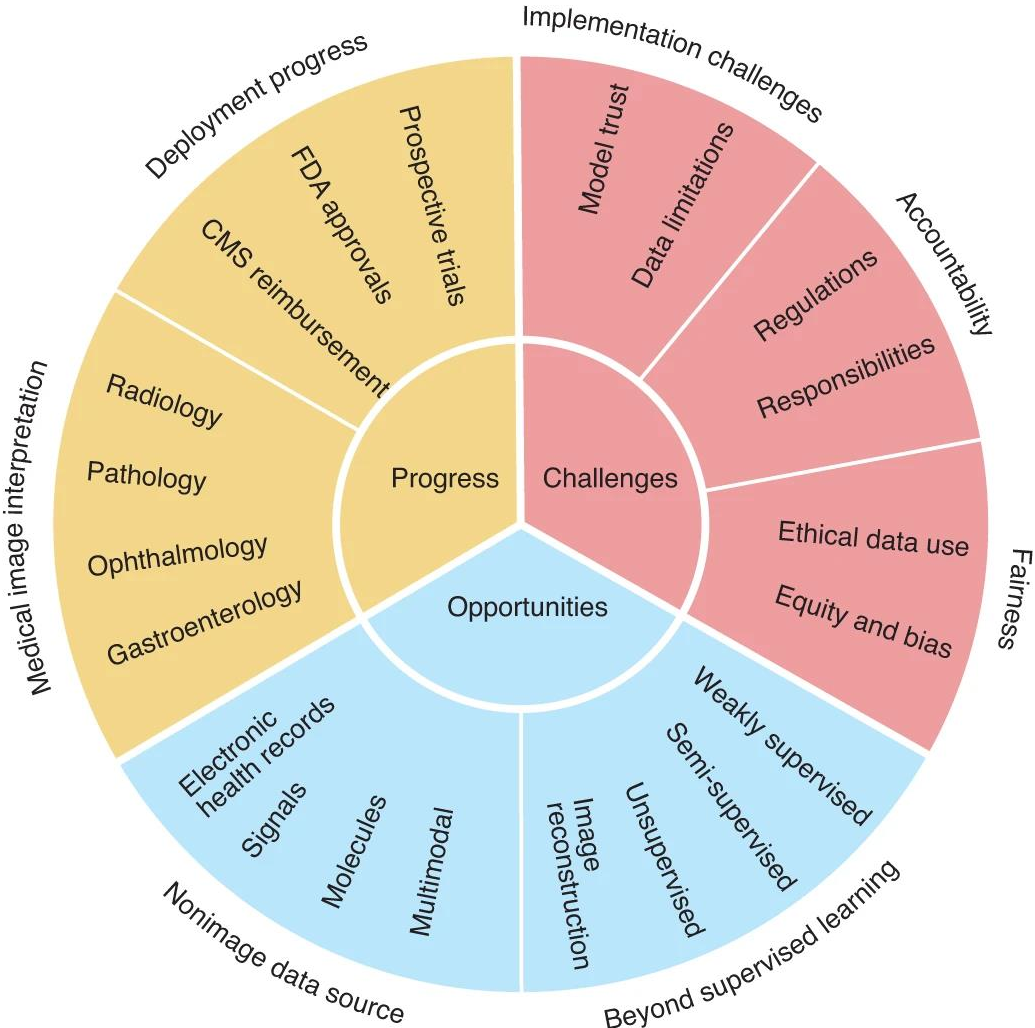 Implementation challenges
Model trust
Data limitations
Accountability
Regulations
Responsibilities
Fairness
Ethical data use
Equity and bias
Challenges
Beyond supervised learning
Weakly supervised
Semi-supervised
Unsupervised
Image
reconstruction
Opportunities
Nonimage data source
Multimodal
Molecules
Signals
Electronic
health records
Medical image interpretation
Gastroenterology
Ophthalmology
Pathology
Radiology
Progress
Deployment progress
CMS reimbursement
FDA approvals
Prospective trials